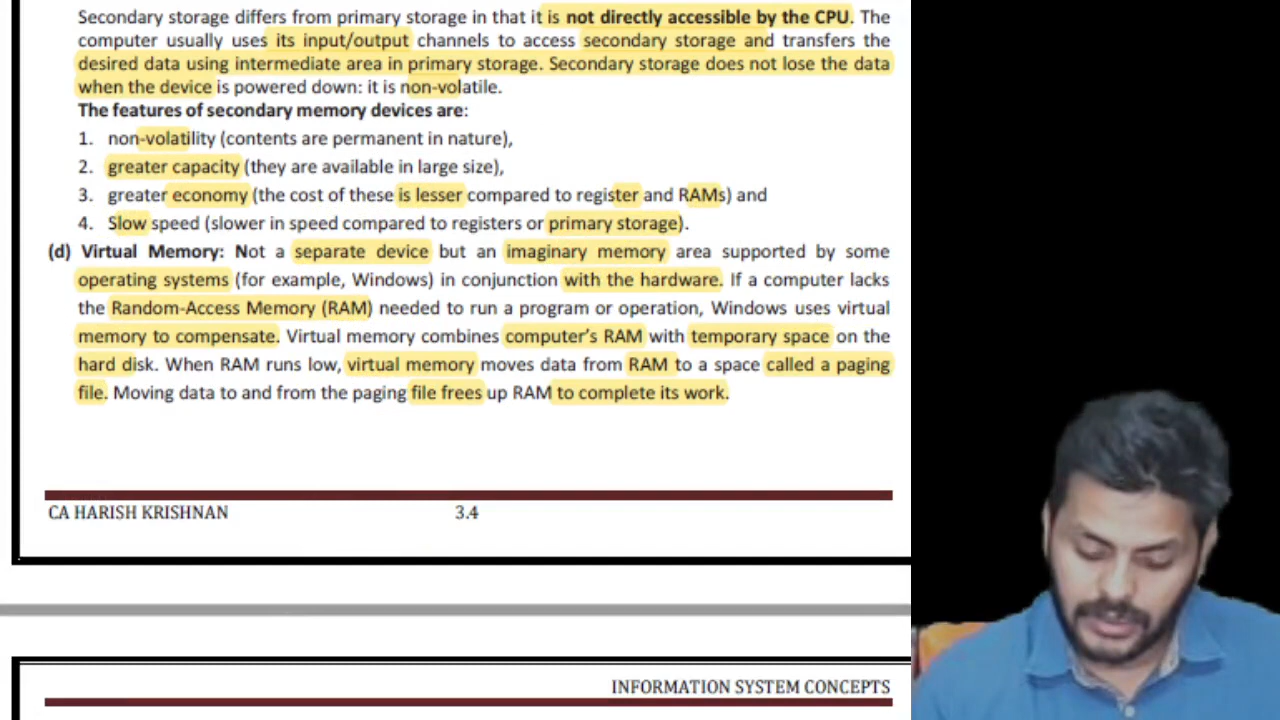 Secondary storage differs from primary storage in that it is not directly accessible by the CPU. The
computer usually uses its input/output channels to access secondary storage and transfers the
desired data using intermediate area in primary storage. Secondary storage does not lose the data
when the device is powered down: it is non-volatile.
The features of secondary memory devices are:
1. non-volatility (contents are permanent in nature),
2. greater capacity (they are available in large size),
3. greater economy (the cost of these is lesser compared to register and RAMs) and
4. Slow speed (slower in speed compared to registers or primary storage).
(d) Virtual Memory: Not a separate device but an imaginary memory area supported by some
operating systems (for example, Windows) in conjunction with the hardware. If a computer lacks
the Random-Access Memory (RAM) needed to run a program or operation, Windows uses virtual
memory to compensate. Virtual memory combines computer’s RAM with temporary space on the
hard disk. When RAM runs low, virtual memory moves data from RAM to a space called a paging
file. Moving data to and from the paging file frees up RAM to complete its work.
CA HARISH KRISHNAN 3.4
INFORMATION SYSTEM CONCEPTS